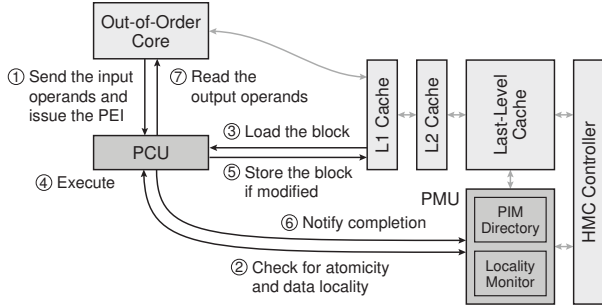 Out-of-Order
Core
① Send the input
operands and
issue the PEI
⑦ Read the
output operands
③ Load the block
PCU
④ Execute
⑤ Store the block
if modified
L1 Cache
L2 Cache
Last-Level
Cache
HMC Controller
PMU
PIM
Directory
Locality
Monitor
⑥ Notify completion
② Check for atomicity
and data locality